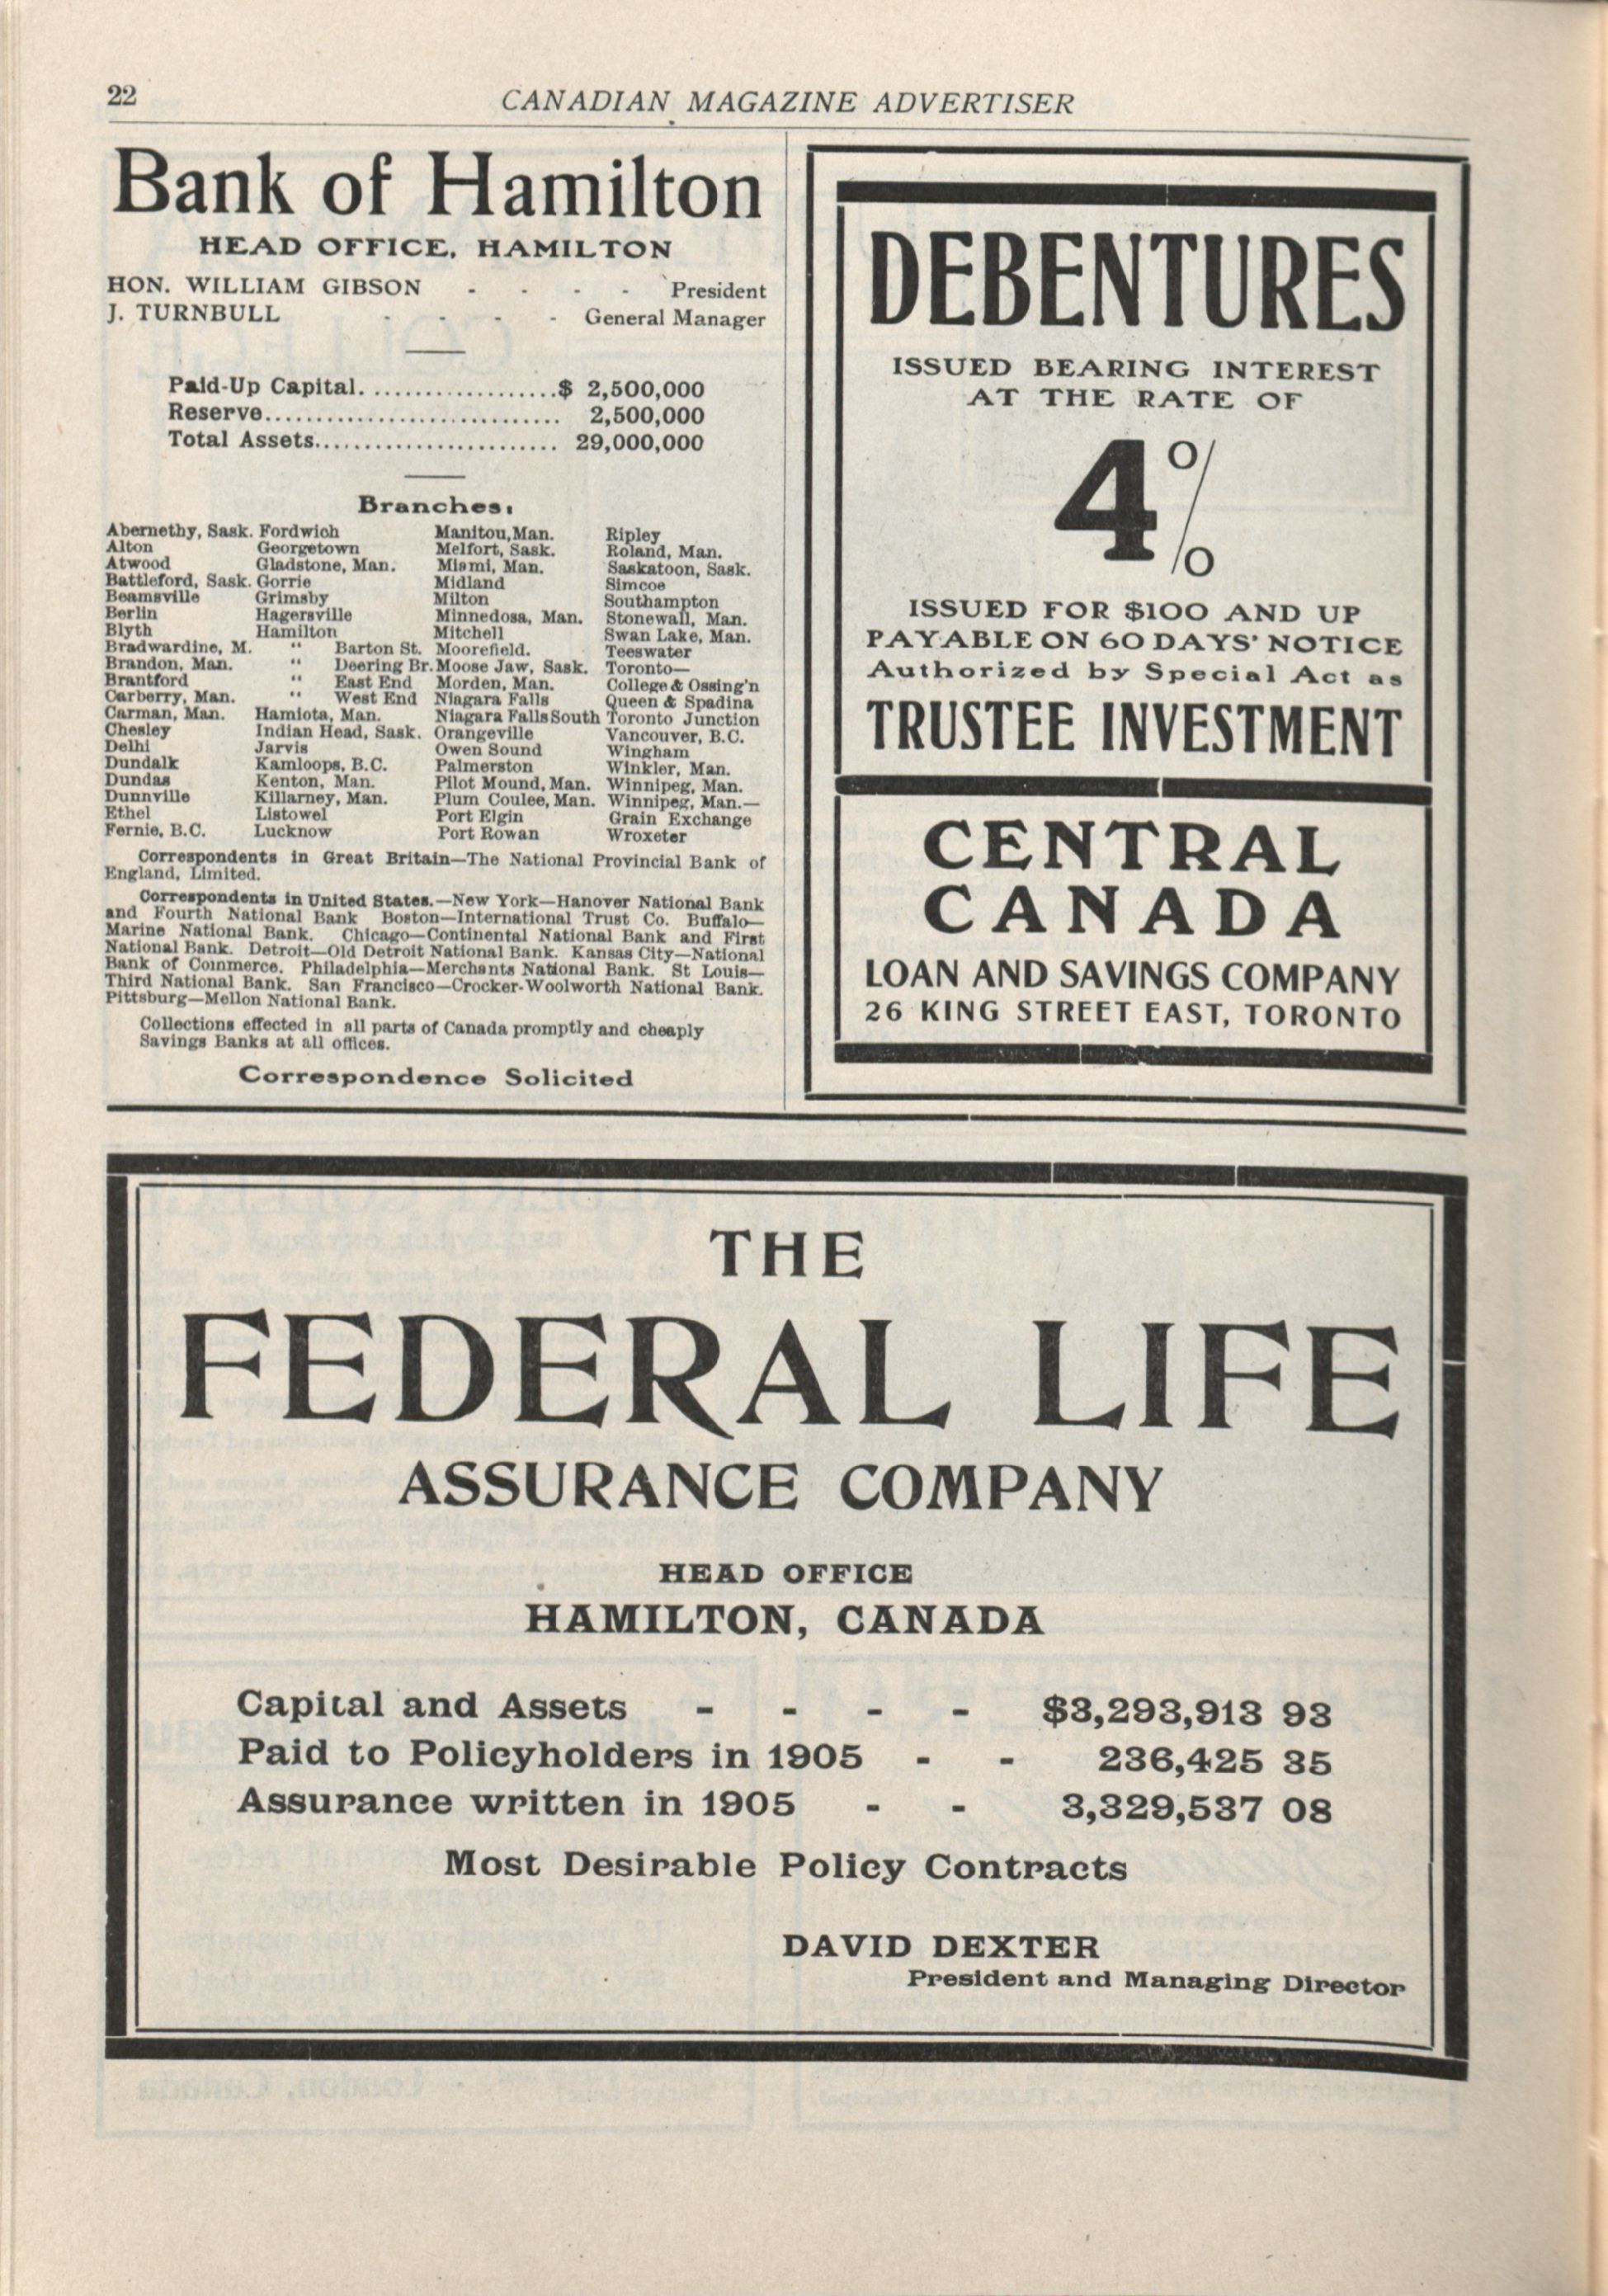 22
CANADIAN MAGAZINE ADVERTISER
Bank of Hamilton
HEAD OFFICE, HAMILTON
HON. WILLIAM GIBSON - - - - President
J. TURNBULL - - - - General Manager
Paid-Up Capital. ...................$ 2,500,000
Reserve............................. 2,500,000
Total Assets........................ 29,000,000
Branches:
Abernethy, Sask. Fordwich Manitou, Man. Ripley
Alton Georgetown Melfort, Sask. Roland, Man.
Atwood Gladstone, Man. Miami, Man. Saskatoon, Sask.
Battleford, Sask. Gorrie Midland Simcoe
Beamsville Grimsby Milton Southampton
Berlin Hagersville Minnedosa, Man. Stonewall, Man.
Blyth Hamilton Mitchell Swan Lake, Man.
Bradwardine, M. " Barton St. Moorefield. Teeswater
Brandon, Man. " Deering Br. Moose Jaw, Sask. Toronto—
Brantford " East End Morden, Man. College & Ossing'n
Carberry, Man. " West End Niagara Falls Queen & Spadina
Carman, Man. Hamiota, Man. Niagara Falls South Toronto Junction
Chesley Indian Head, Sask. Orangeville Vancouver, B.C.
Delhi Jarvis Owen Sound Wingham
Dundalk Kamloops, B.C. Palmerston Winkler, Man.
Dundas Kenton, Man. Pilot Mound, Man. Winnipeg, Man.
Dunnville Killarney, Man. Plum Coulee, Man. Winnipeg, Man.—
Ethel Listowel Port Elgin Grain Exchange
Fernie, B.C. Lucknow Port Rowan Wroxeter
Correspondents in Great Britain—The National Provincial Bank of
England, Limited.
Correspondents in United States.—New York—Hanover National Bank
and Fourth National Bank Boston—International Trust Co. Buffalo—
Marine National Bank. Chicago—Continental National Bank and First
National Bank. Detroit—Old Detroit National Bank. Kansas City—National
Bank of Commerce. Philadelphia—Merchants National Bank. St Louis—
Third National Bank. San Francisco—Crocker-Woolworth National Bank.
Pittsburg—Mellon National Bank.
Collections effected in all parts of Canada promptly and cheaply
Savings Banks at all offices.
Correspondence Solicited
DEBENTURES
ISSUED BEARING INTEREST
AT THE RATE OF
4%
ISSUED FOR $100 AND UP
PAYABLE ON 60 DAYS' NOTICE
Authorized by Special Act as
TRUSTEE INVESTMENT
CENTRAL
CANADA
LOAN AND SAVINGS COMPANY
26 KING STREET EAST, TORONTO
THE
FEDERAL LIFE
ASSURANCE COMPANY
HEAD OFFICE
HAMILTON, CANADA
Capital and Assets - - - - $3,293,913 93
Paid to Policyholders in 1905 - - 236,425 35
Assurance written in 1905 - - 3,329,537 08
Most Desirable Policy Contracts
DAVID DEXTER
President and Managing Director